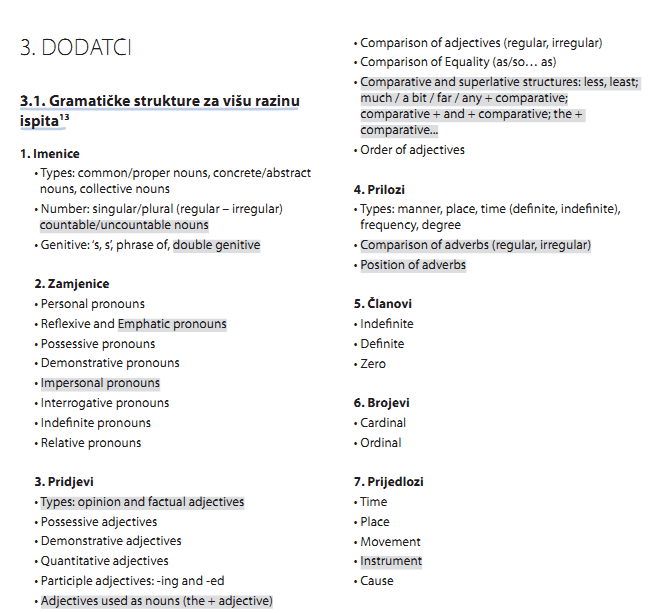 3. DODATCI
3.1. Gramatičke strukture za višu razinu
ispita¹³
1. Imenice
• Types: common/proper nouns, concrete/abstract
nouns, collective nouns
• Number: singular/plural (regular – irregular)
countable/uncountable nouns
• Genitive: ‘s, s’, phrase of, double genitive
2. Zamjenice
• Personal pronouns
• Reflexive and Emphatic pronouns
• Possessive pronouns
• Demonstrative pronouns
• Impersonal pronouns
• Interrogative pronouns
• Indefinite pronouns
• Relative pronouns
3. Pridjevi
• Types: opinion and factual adjectives
• Possessive adjectives
• Demonstrative adjectives
• Quantitative adjectives
• Participle adjectives: -ing and -ed
• Adjectives used as nouns (the + adjective)
• Comparison of adjectives (regular, irregular)
• Comparison of Equality (as/so… as)
• Comparative and superlative structures: less, least;
much / a bit / far / any + comparative;
comparative + and + comparative; the +
comparative…
• Order of adjectives
4. Prilozi
• Types: manner, place, time (definite, indefinite),
frequency, degree
• Comparison of adverbs (regular, irregular)
• Position of adverbs
5. Članovi
• Indefinite
• Definite
• Zero
6. Brojevi
• Cardinal
• Ordinal
7. Prijedlozi
• Time
• Place
• Movement
• Instrument
• Cause